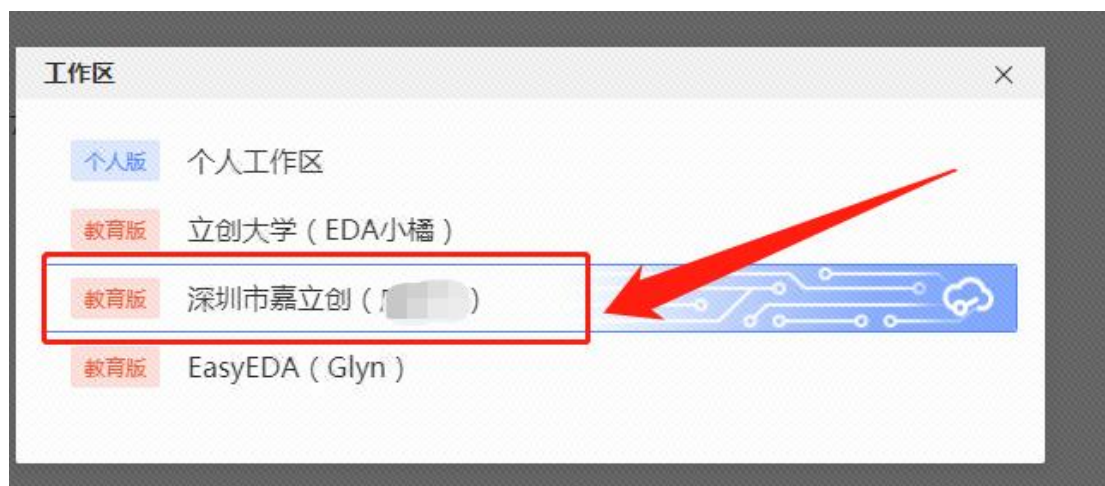 工作区
个人版 个人工作区
教育版 立创大学（EDA小橘）
教育版 深圳市嘉立创（ ）
教育版 EasyEDA（Glyn）